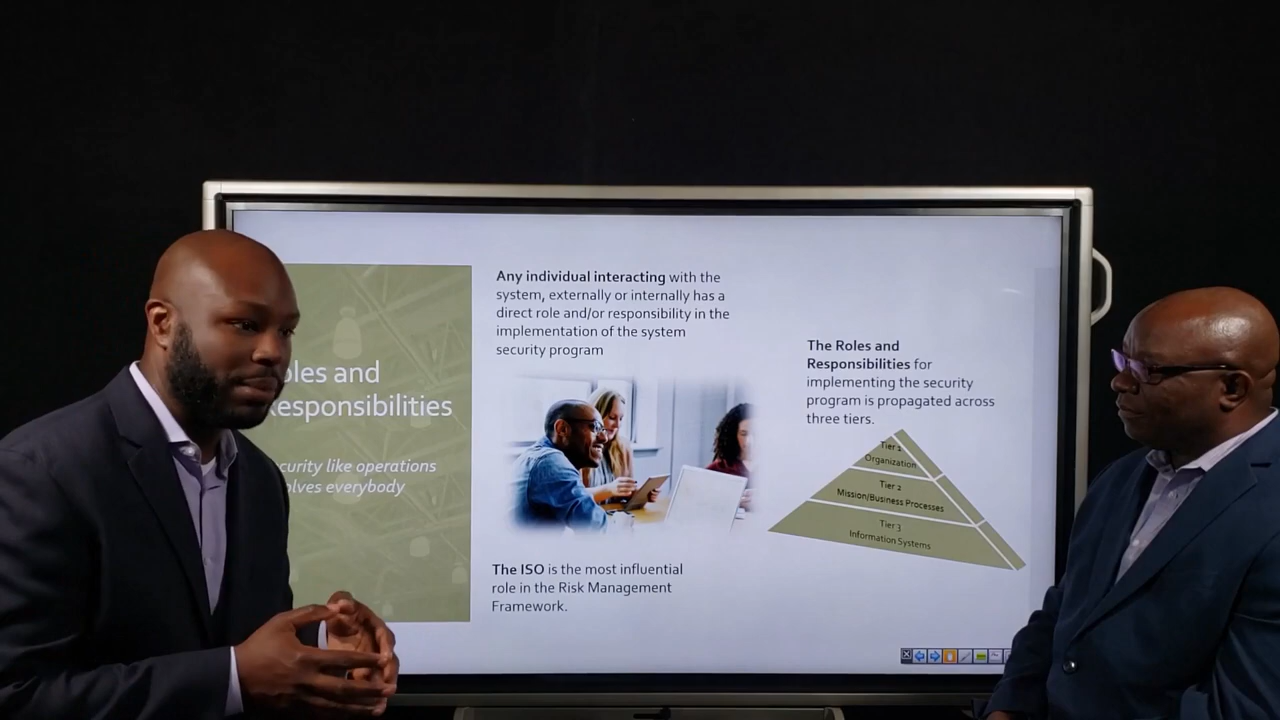 oles and
Responsibilities
curity like operations
olves everybody
Any individual interacting with the
system, externally or internally has a
direct role and/or responsibility in the
implementation of the system
security program
The ISO is the most influential
role in the Risk Management
Framework.
The Roles and
Responsibilities for
implementing the security
program is propagated across
three tiers.
Tier 1
Organization
Tier 2
Mission/Business Processes
Tier 3
Information Systems